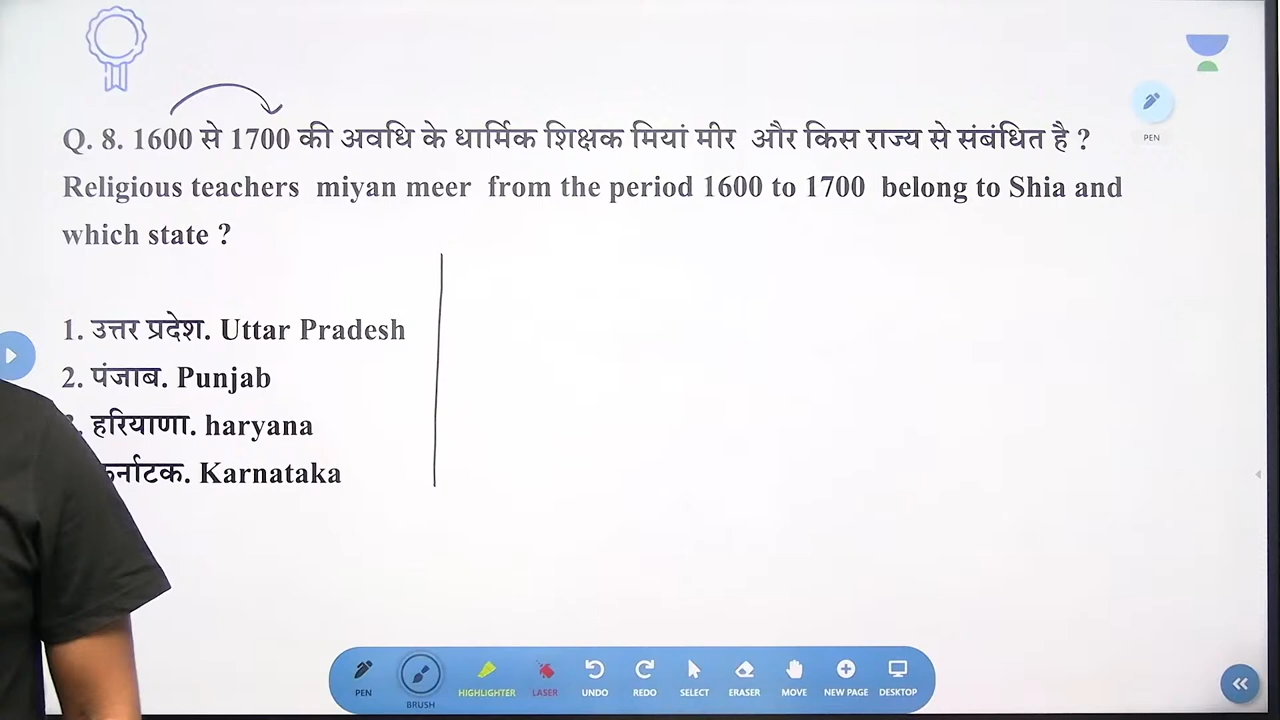 Q. 8. 1600 से 1700 की अवधि के धार्मिक शिक्षक मियां मीर और किस राज्य से संबंधित है ?
Religious teachers miyan meer from the period 1600 to 1700 belong to Shia and
which state ?
1. उत्तर प्रदेश. Uttar Pradesh
2. पंजाब. Punjab
हरियाणा. haryana
Karnataka
PEN
PEN
BRUSH
HIGHLIGHTER
LASER
UNDO
REDO
SELECT
ERASER
MOVE
NEW PAGE
DESKTOP